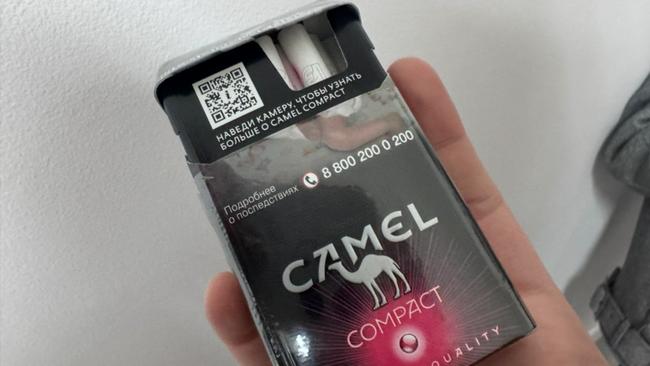 НАВЕДИ КАМЕРУ, ЧТОБЫ УЗНАТЬ
БОЛЬШЕ О CAMEL COMPACT
Подробнее
о последствиях
8 800 200 0 200
CAMEL
COMPACT
QUALITY